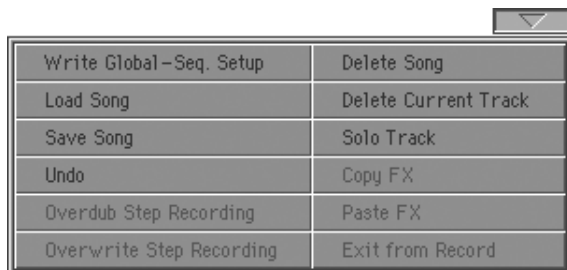 Write Global-Seq. Setup
Delete Song
Load Song
Delete Current Track
Save Song
Solo Track
Undo
Copy FX
Overdub Step Recording
Paste FX
Overwrite Step Recording
Exit from Record